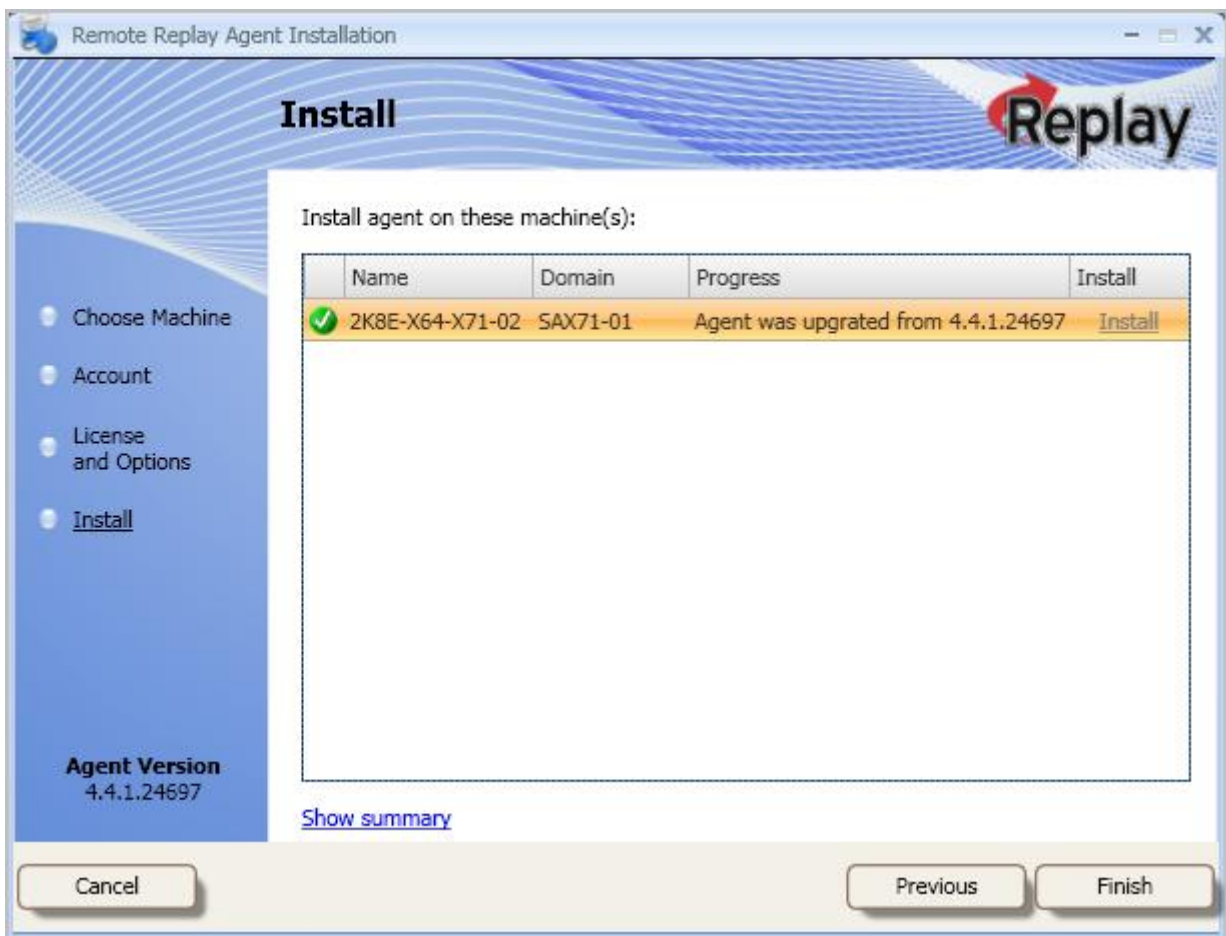 Remote Replay Agent Installation
Install
Replay
Install agent on these machine(s):
Name Domain Progress Install
2K8E-X64-X71-02 SAX71-01 Agent was upgrated from 4.4.1.24697 Install
Choose Machine
Account
License
and Options
Install
Agent Version
4.4.1.24697
Show summary
Cancel Previous Finish